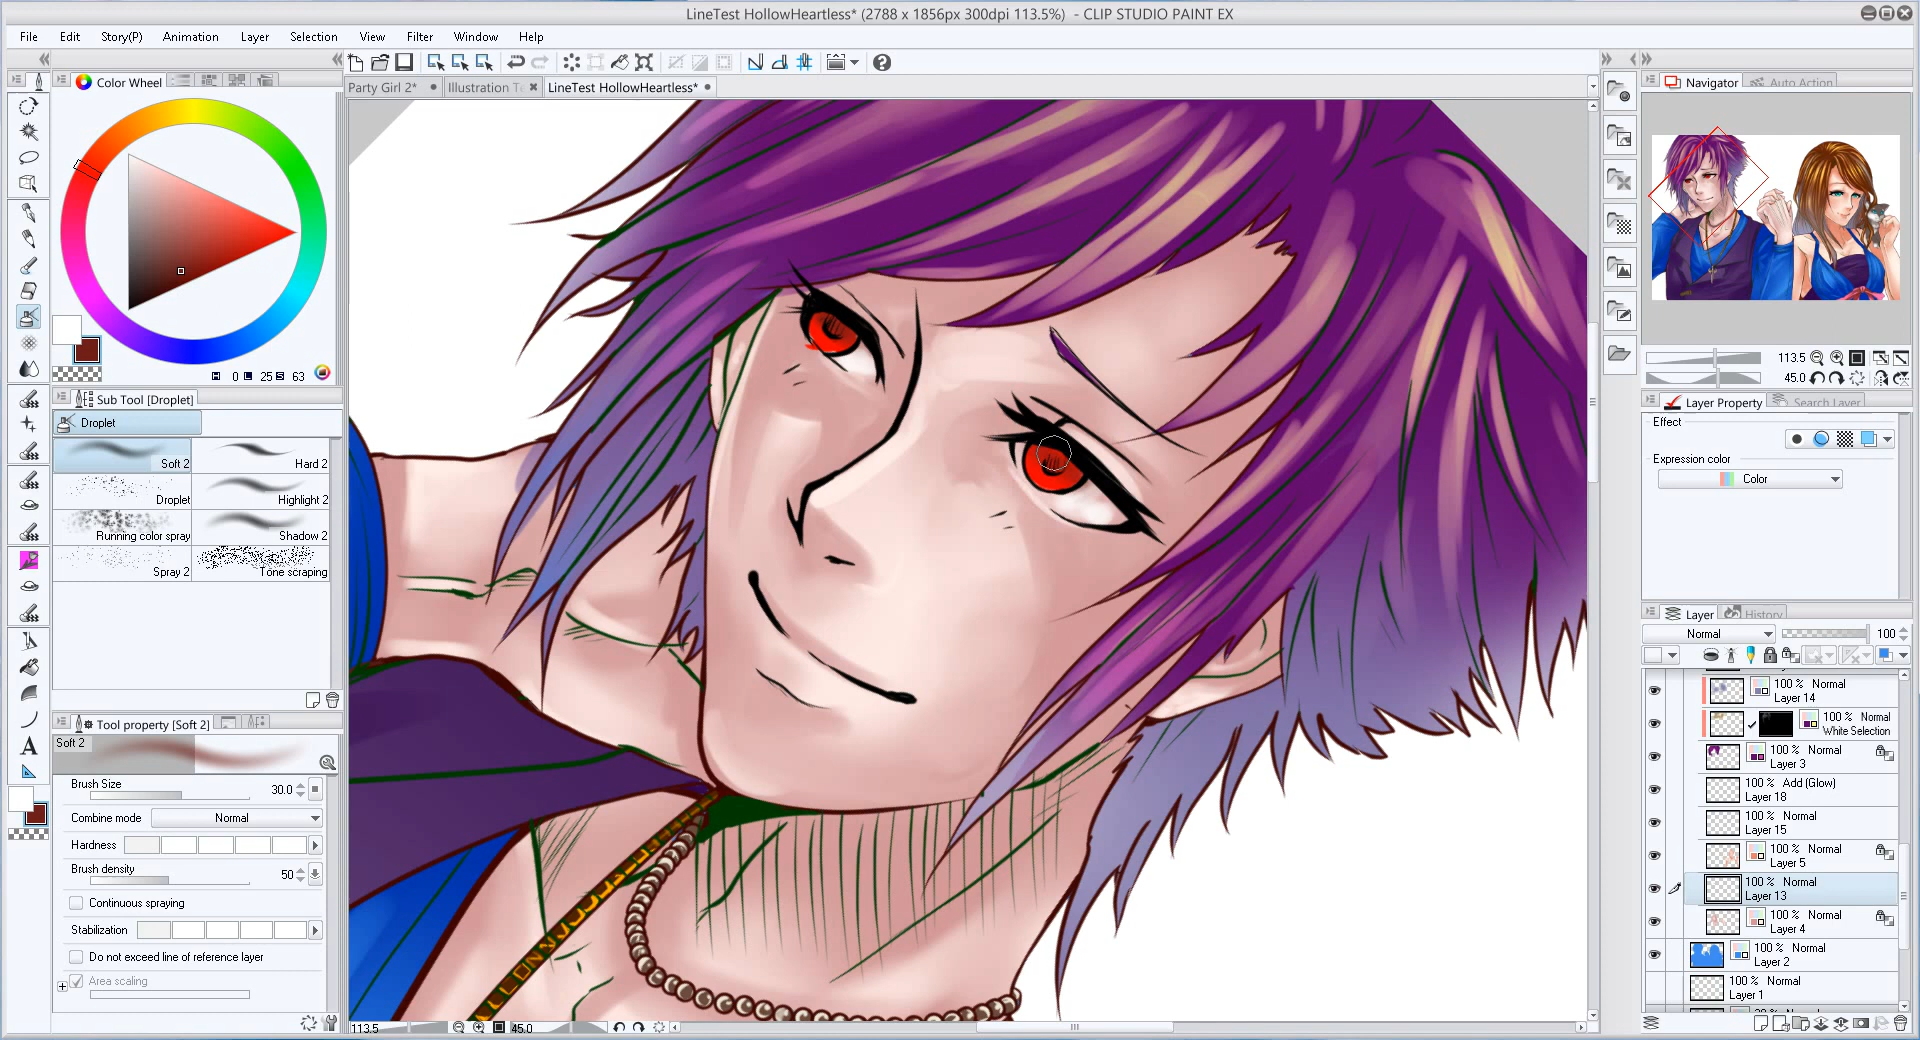 LineTest HollowHeartless* (2788 x 1856px 300dpi 113.5%)  - CLIP STUDIO PAINT EX
File Edit Story(P) Animation Layer Selection View Filter Window Help
Color Wheel
Party Girl 2* Illustration LineTest HollowHeartless*
Navigator Auto Action
0 25 63
113.5
45.0
Sub Tool [Droplet]
Droplet
Soft 2 Hard 2
Droplet Highlight 2
Running color spray Shadow 2
Spray 2 Tone scraping
Layer Property Search Layer
Effect
Expression color
Color
Tool property [Soft 2]
Soft 2
Brush Size 30.0
Combine mode Normal
Hardness
Brush density 50
Continuous spraying
Stabilization
Do not exceed line of reference layer
Area scaling
Layer History
Normal 100
100 % Normal
Layer 14
100 % Normal
White Selection
100 % Normal
Layer 3
100 % Add (Glow)
Layer 18
100 % Normal
Layer 15
100 % Normal
Layer 5
100 % Normal
Layer 13
100 % Normal
Layer 4
100 % Normal
Layer 2
100 % Normal
Layer 1
113.5 45.0